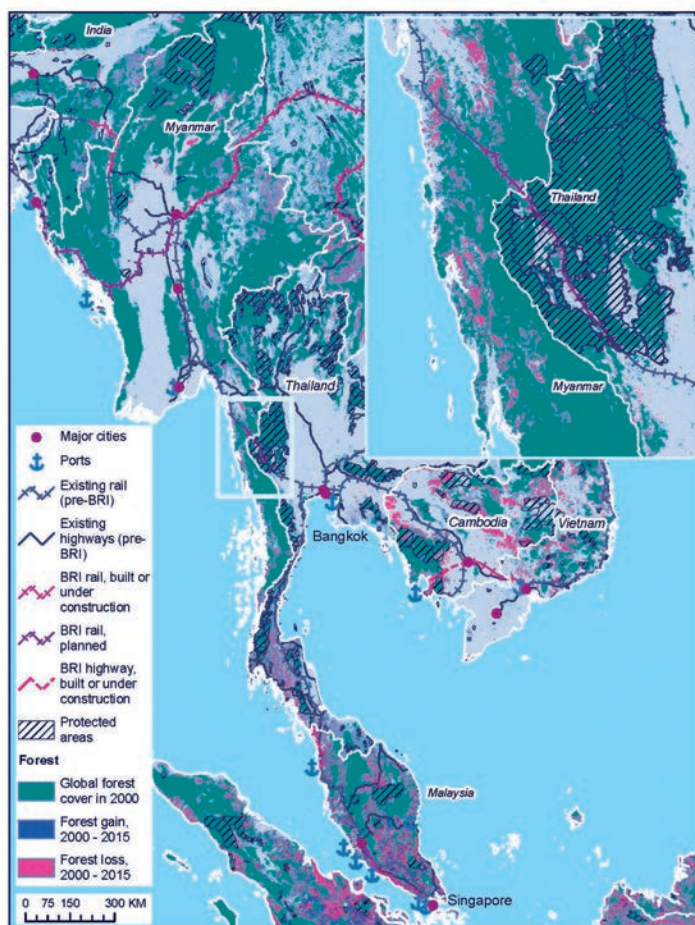 India
Myanmar
Thailand
Myanmar
Thailand
Cambodia
Vietnam
Bangkok
Malaysia
Singapore
Major cities
Ports
Existing rail
(pre-BRI)
Existing
highways (pre-
BRI)
BRI rail, built or
under
construction
BRI rail,
planned
BRI highway,
built or under
construction
Protected
areas
Forest
Global forest
cover in 2000
Forest gain,
2000 - 2015
Forest loss,
2000 - 2015
0 75 150 300 KM